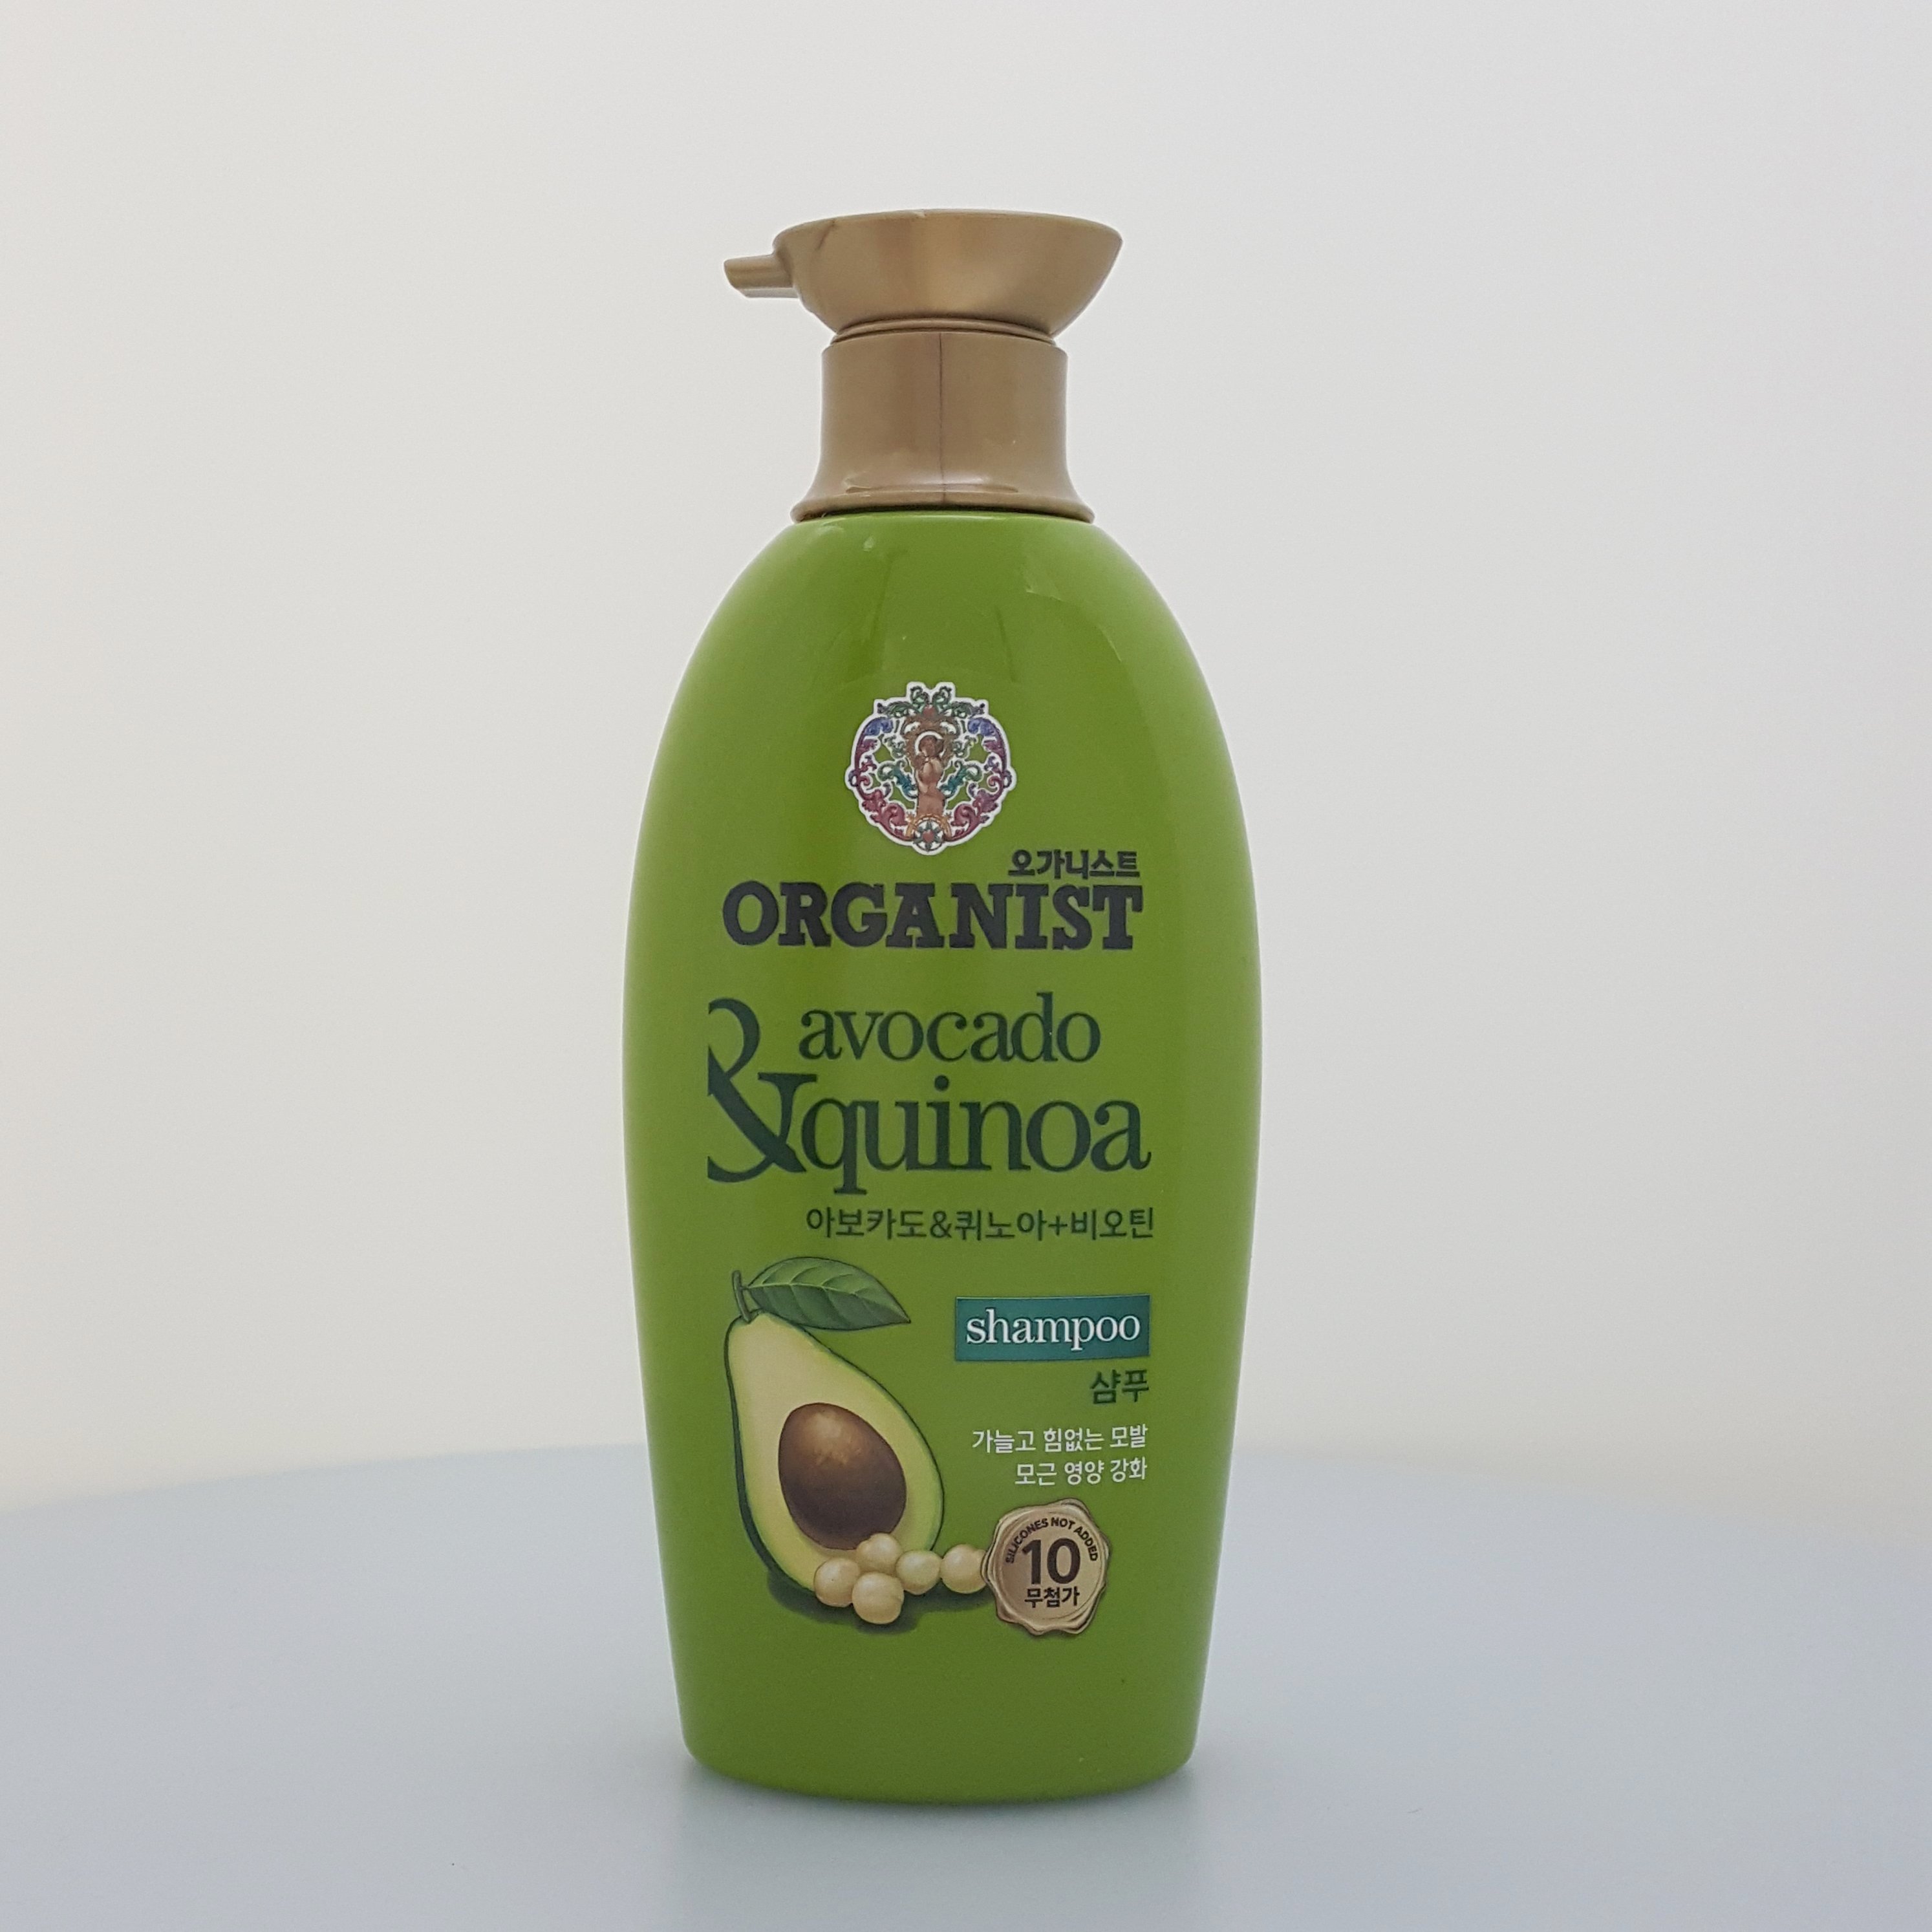 오가니스트
ORGANIST
avocado
&quinoa
아보카도&퀴노아+비오틴
shampoo
샴푸
가늘고 힘없는 모발
모근 영양 강화
SILICONES NOT ADDED
10
무첨가